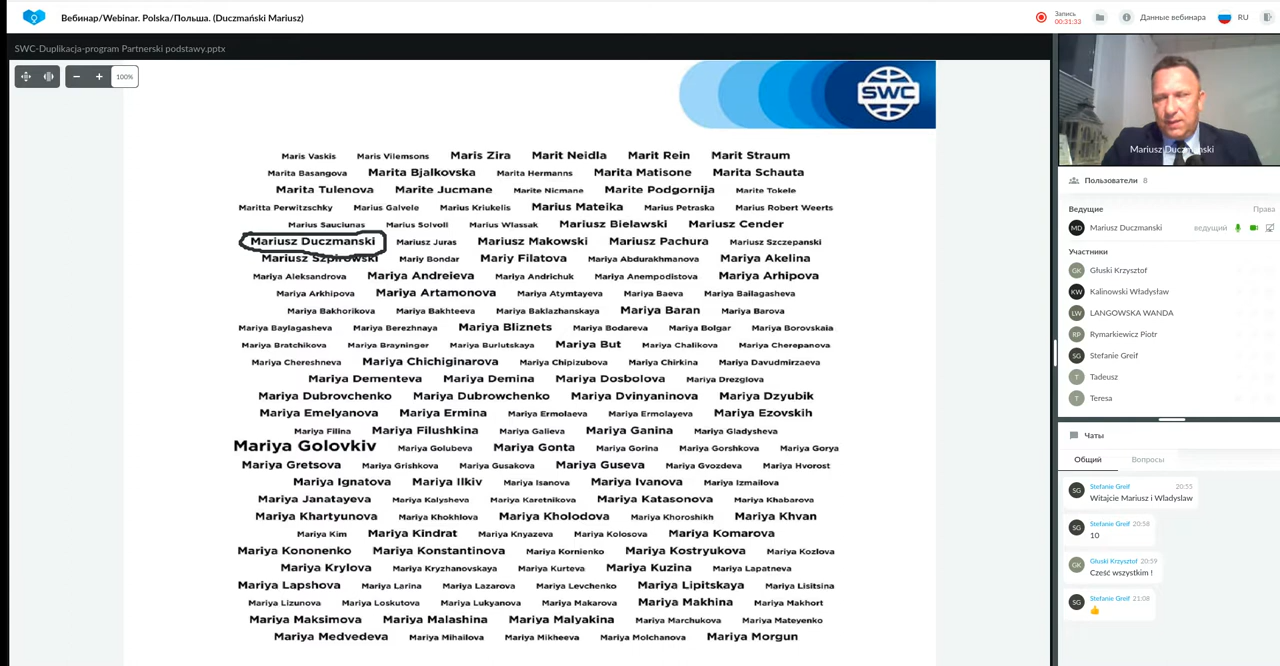 Вебинар/Webinar. Polska/Польша. (Duczmański Mariusz)
Запись
00:31:33
Данные вебинара
RU
SWC-Duplikacja-program Partnerski podstawy.pptx
100%
SWC
Maris Vaskis Maris Vilemsons Maris Zira Marit Neidla Marit Rein Marit Straum
Marita Basangova Marita Bjalkovska Marita Hermanns Marita Matisone Marita Schauta
Marita Tulenova Marite Jucmane Marite Nicmane Marite Podgornija Marite Tokele
Maritta Perwitzschky Marius Galvele Marius Kriukelis Marius Mateika Marius Petraska Marius Robert Weerts
Marius Sauciunas Marius Solvoll Marius Wlassak Mariusz Bielawski Mariusz Cender
Mariusz Duczmanski Mariusz Juras Mariusz Makowski Mariusz Pachura Mariusz Szczepanski
Mariusz Szpirowski Mariy Bondar Mariy Filatova Mariya Abdurakhmanova Mariya Akelina
Mariya Aleksandrova Mariya Andreieva Mariya Andrichuk Mariya Anempodistova Mariya Arhipova
Mariya Arkhipova Mariya Artamonova Mariya Atymtayeva Mariya Baeva Mariya Bailagasheva
Mariya Bakhorikova Mariya Bakhteeva Mariya Baklazhanskaya Mariya Baran Mariya Barova
Mariya Baylagasheva Mariya Berezhnaya Mariya Bliznets Mariya Bodareva Mariya Bolgar Mariya Borovskaia
Mariya Bratchikova Mariya Brayninger Mariya Burlutskaya Mariya But Mariya Chalikova Mariya Cherepanova
Mariya Chereshneva Mariya Chichiginarova Mariya Chipizubova Mariya Chirkina Mariya Davudmirzaeva
Mariya Dementeva Mariya Demina Mariya Dosbolova Mariya Drezglova
Mariya Dubrovchenko Mariya Dubrowchenko Mariya Dvinyaninova Mariya Dzyubik
Mariya Emelyanova Mariya Ermina Mariya Ermolaeva Mariya Ermolayeva Mariya Ezovskih
Mariya Filina Mariya Filushkina Mariya Galieva Mariya Ganina Mariya Gladysheva
Mariya Golovkiv Mariya Golubeva Mariya Gonta Mariya Gorina Mariya Gorshkova Mariya Gorya
Mariya Gretsova Mariya Grishkova Mariya Gusakova Mariya Guseva Mariya Gvozdeva Mariya Hvorost
Mariya Ignatova Mariya Ilkiv Mariya Isanova Mariya Ivanova Mariya Izmailova
Mariya Janatayeva Mariya Kalysheva Mariya Karetnikova Mariya Katasonova Mariya Khabarova
Mariya Khartyunova Mariya Khokhlova Mariya Kholodova Mariya Khoroshikh Mariya Khvan
Mariya Kim Mariya Kindrat Mariya Knyazeva Mariya Kolosova Mariya Komarova
Mariya Kononenko Mariya Konstantinova Mariya Kornienko Mariya Kostryukova Mariya Kozlova
Mariya Krylova Mariya Kryzhanovskaya Mariya Kurteva Mariya Kuzina Mariya Lapatneva
Mariya Lapshova Mariya Larina Mariya Lazarova Mariya Levchenko Mariya Lipitskaya Mariya Lisitsina
Mariya Lizunova Mariya Loskutova Mariya Lukyanova Mariya Makarova Mariya Makhina Mariya Makhort
Mariya Maksimova Mariya Malashina Mariya Malyakina Mariya Marchukova Mariya Mateyenko
Mariya Medvedeva Mariya Mihailova Mariya Mikheeva Mariya Molchanova Mariya Morgun
Mariusz Duczmanski
Пользователи 8
Ведущие Права
MD Mariusz Duczmanski ведущий
Участники
GK Głuski Krzysztof
KW Kalinowski Władysław
LW LANGOWSKA WANDA
RP Rymarkiewicz Piotr
SG Stefanie Greif
T Tadeusz
T Teresa
Чаты
Общий Вопросы
SG Stefanie Greif 20:55
Witajcie Mariusz i Wladyslaw
SG Stefanie Greif 20:58
10
GK Głuski Krzysztof 20:59
Cześć wszystkim !
SG Stefanie Greif 21:08
👍